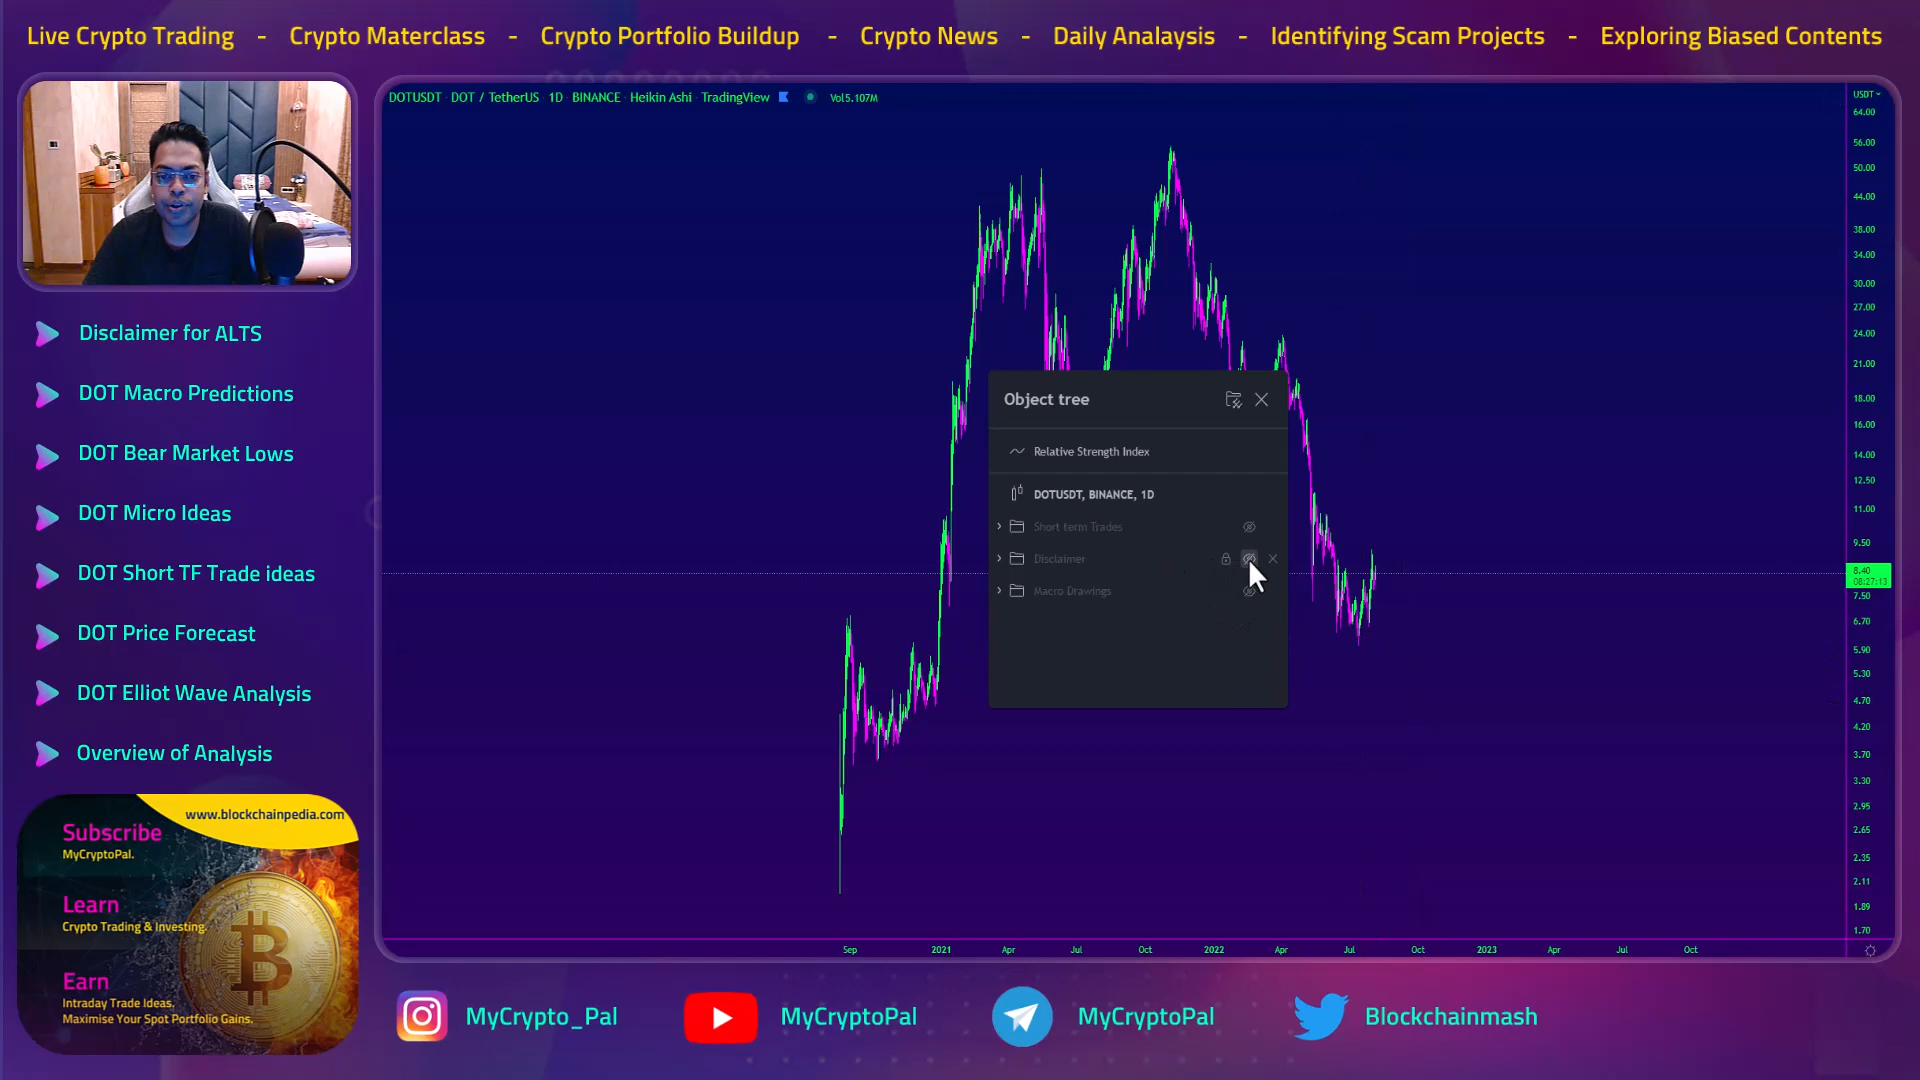 Live Crypto Trading - Crypto Materclass - Crypto Portfolio Buildup - Crypto News - Daily Analaysis - Identifying Scam Projects - Exploring Biased Contents
DOTUSDT · DOT / TetherUS · 1D · BINANCE · Heikin Ashi · TradingView Vol5.107M
USDT
64.00
56.00
50.00
44.00
38.00
34.00
30.00
27.00
24.00
21.00
18.00
16.00
14.00
12.50
11.00
9.50
8.40
08:27:13
7.50
6.70
5.90
5.30
4.70
4.20
3.70
3.30
2.95
2.65
2.35
2.11
1.89
1.70
Object tree
Relative Strength Index
DOTUSDT, BINANCE, 1D
Short term Trades
Disclaimer
Macro Drawings
Sep 2021 Apr Jul Oct 2022 Apr Jul Oct 2023 Apr Jul Oct
Disclaimer for ALTS
DOT Macro Predictions
DOT Bear Market Lows
DOT Micro Ideas
DOT Short TF Trade ideas
DOT Price Forecast
DOT Elliot Wave Analysis
Overview of Analysis
www.blockchainpedia.com
Subscribe
MyCryptoPal.
Learn
Crypto Trading & Investing.
Earn
Intraday Trade Ideas.
Maximise Your Spot Portfolio Gains.
MyCrypto_Pal MyCryptoPal MyCryptoPal Blockchainmash